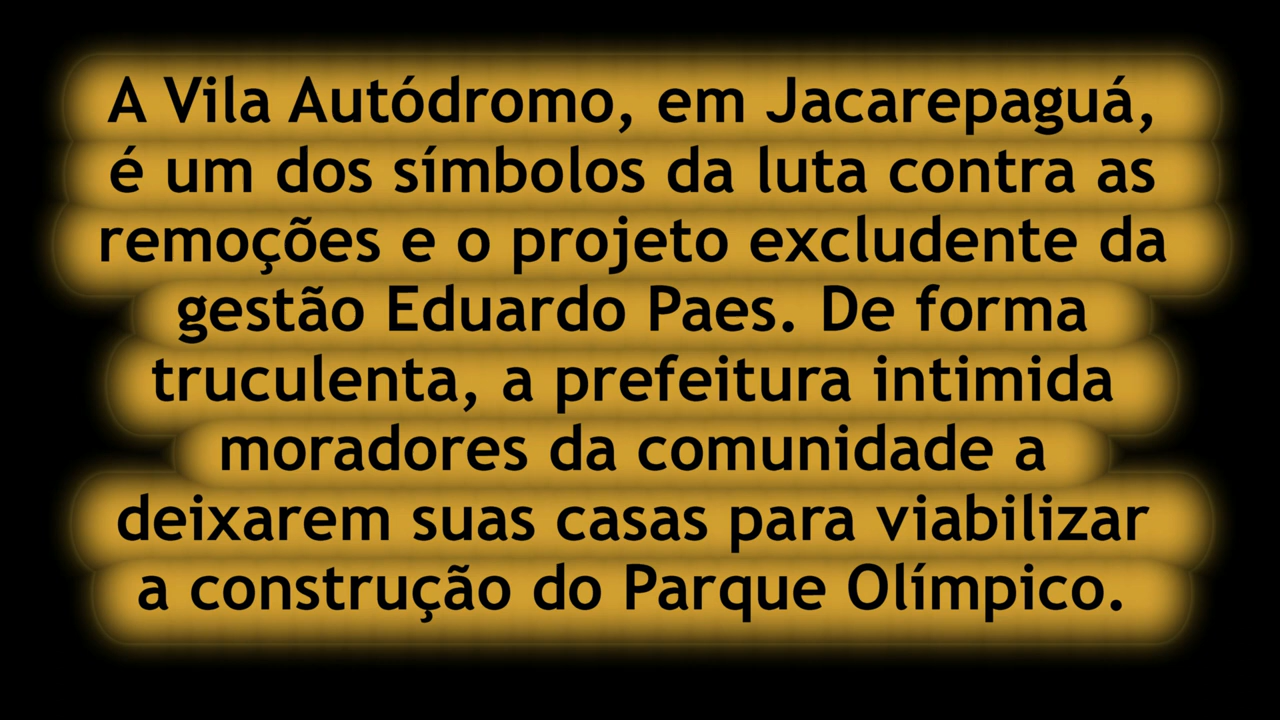 A Vila Autódromo, em Jacarepaguá,
é um dos símbolos da luta contra as
remoções e o projeto excludente da
gestão Eduardo Paes. De forma
truculenta, a prefeitura intimida
moradores da comunidade a
deixarem suas casas para viabilizar
a construção do Parque Olímpico.